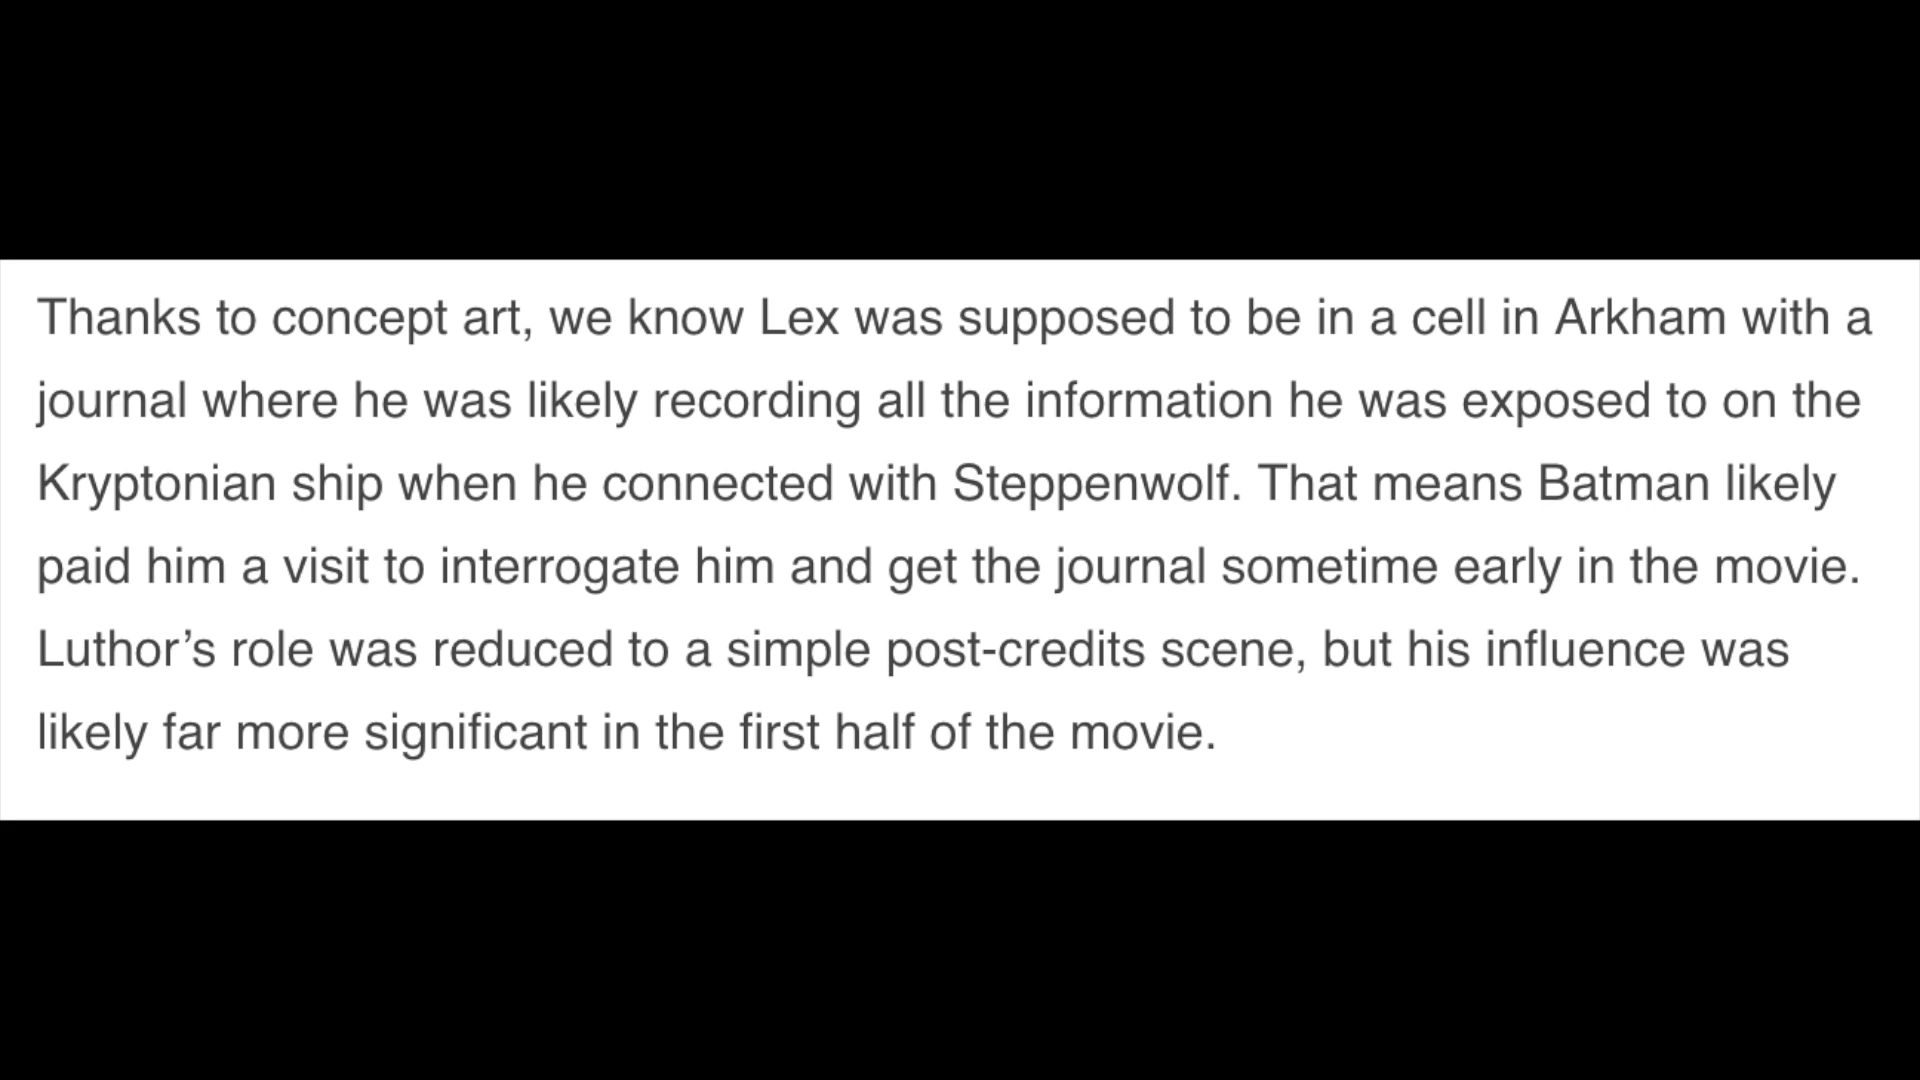 Thanks to concept art, we know Lex was supposed to be in a cell in Arkham with a
journal where he was likely recording all the information he was exposed to on the
Kryptonian ship when he connected with Steppenwolf. That means Batman likely
paid him a visit to interrogate him and get the journal sometime early in the movie.
Luthor’s role was reduced to a simple post-credits scene, but his influence was
likely far more significant in the first half of the movie.